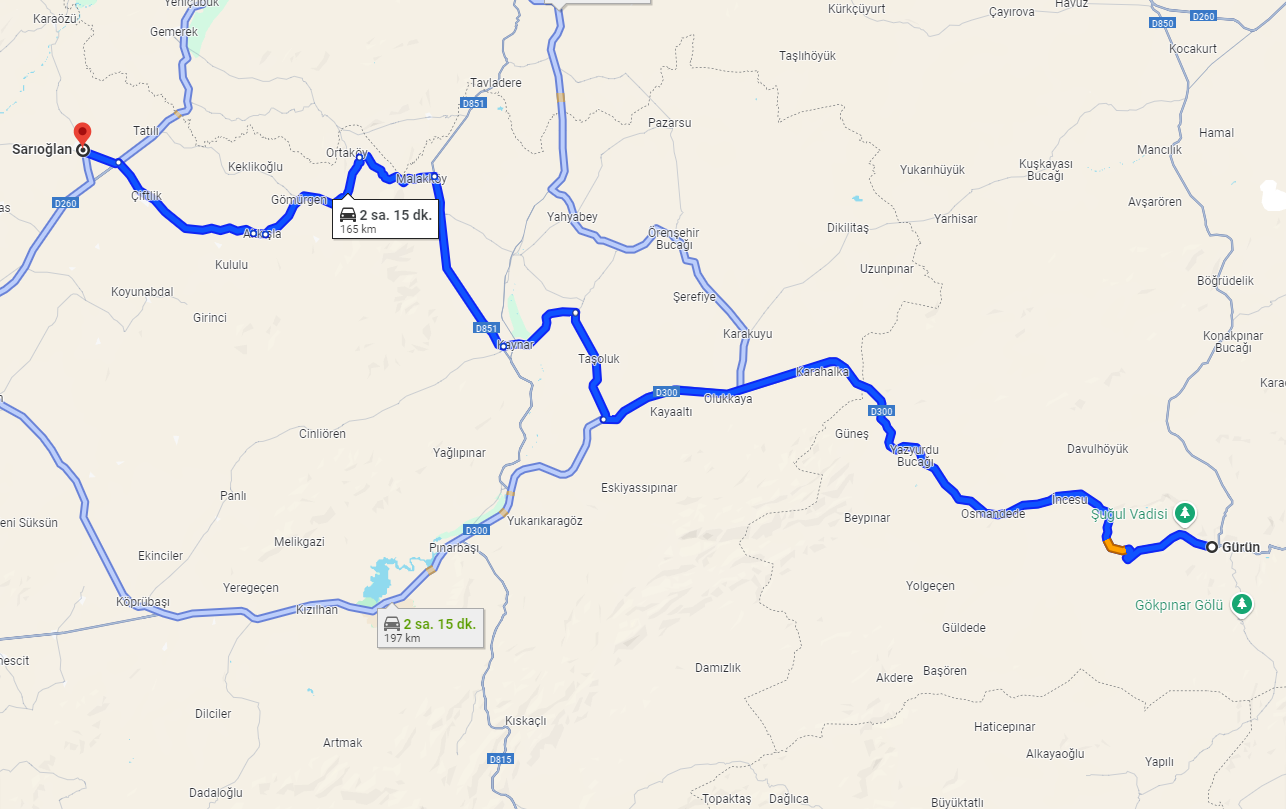 Yeniçubuk
Karaözü
Gemerek
Kürkçüyurt
Çayırova
Havuz
D850
D260
Kocakurt
Taşlıhöyük
Tavladere
D851
Pazarsu
Tatılı
Hamal
Sarıoğlan
Ortaköy
Mancılık
Keklikoğlu
Malakköy
Yukarıhüyük
Kuşkayası
Bucağı
Çiftlik
Gömürgen
D260
Avşarören
2 sa. 15 dk.
165 km
Yahyabey
Yarhisar
Dikilitaş
Örenşehir
Bucağı
Kululu
Uzunpınar
Böğrüdelik
Koyunabdal
Şerefiye
Girinci
D851
Karakuyu
Konakpınar
Bucağı
Kaynar
Taşoluk
Karahalka
D300
Olukkaya
Kayaaltı
D300
Cinliören
Güneş
Yağlıpınar
Yazyurdu
Bucağı
Davulhöyük
Eskiyassıpınar
Panlı
İncesu
Osmandede
Şuğul Vadisi
Beypınar
Yukarıkaragöz
D300
eni Süksün
Melikgazi
Pınarbaşı
Gürün
Ekinciler
Yeregeçen
Yolgeçen
Köprübaşı
Kızılhan
Gökpınar Gölü
2 sa. 15 dk.
197 km
Güldede
Damızlık
Akdere
Başören
Dilciler
Kıskaçlı
Haticepınar
Artmak
D815
Alkayaoğlu
Yapılı
Dadaloğlu
Topaktaş
Dağlıca
Büyüktatlı